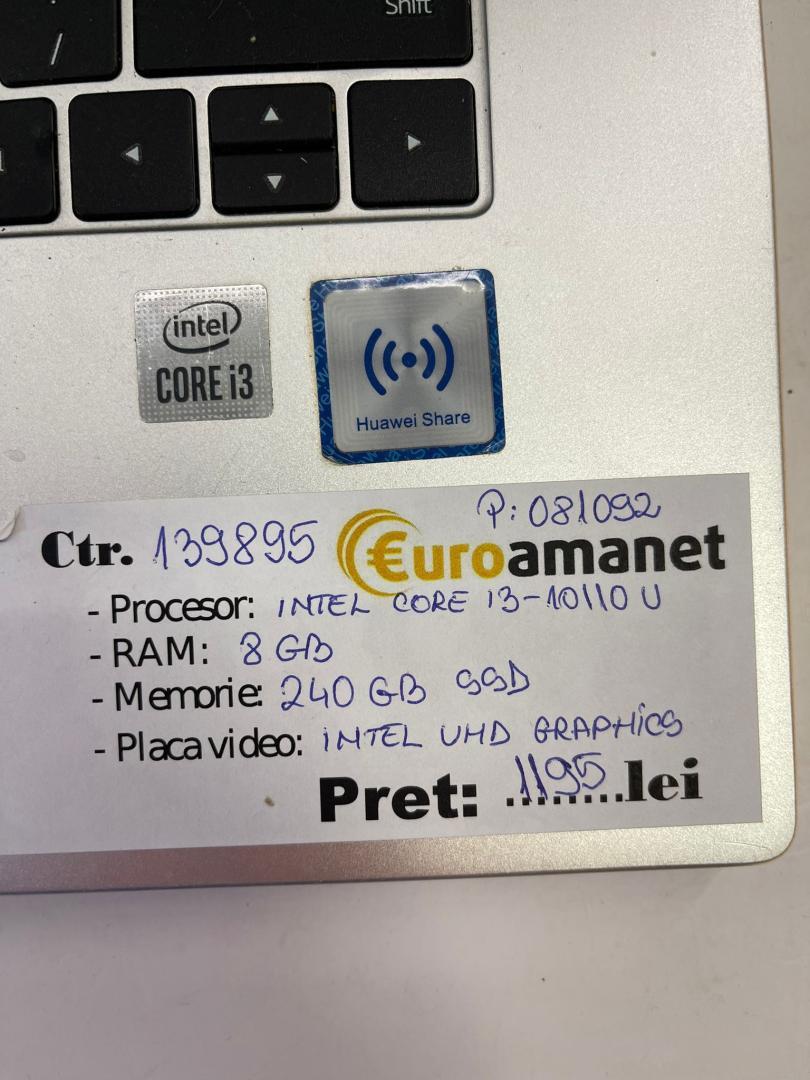 Shift
/
intel
CORE i3
Huawei Share
P: 081092
Ctr. 139895 €uroamanet
- Procesor: INTEL CORE i3-10110U
- RAM: 8 GB
- Memorie: 240 GB SSD
- Placa video: INTEL UHD GRAPHICS
Pret: 1195 lei